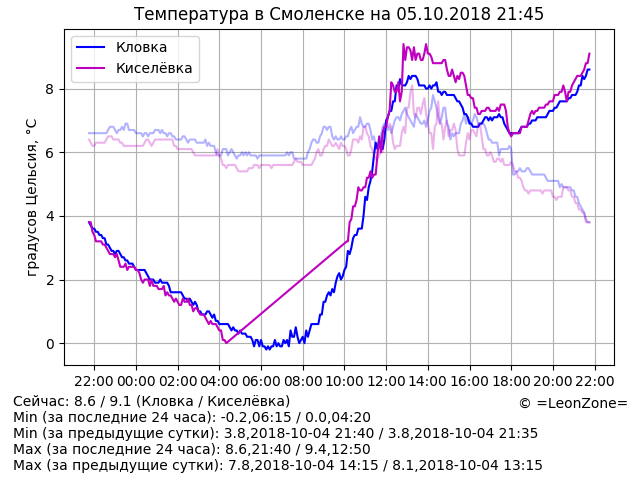 Температура в Смоленске на 05.10.2018 21:45
Кловка
Киселёвка
градусов Цельсия, °C
8
6
4
2
0
22:00 00:00 02:00 04:00 06:00 08:00 10:00 12:00 14:00 16:00 18:00 20:00 22:00
Сейчас: 8.6 / 9.1 (Кловка / Киселёвка)
© =LeonZone=
Min (за последние 24 часа): -0.2,06:15 / 0.0,04:20
Min (за предыдущие сутки): 3.8,2018-10-04 21:40 / 3.8,2018-10-04 21:35
Max (за последние 24 часа): 8.6,21:40 / 9.4,12:50
Max (за предыдущие сутки): 7.8,2018-10-04 14:15 / 8.1,2018-10-04 13:15